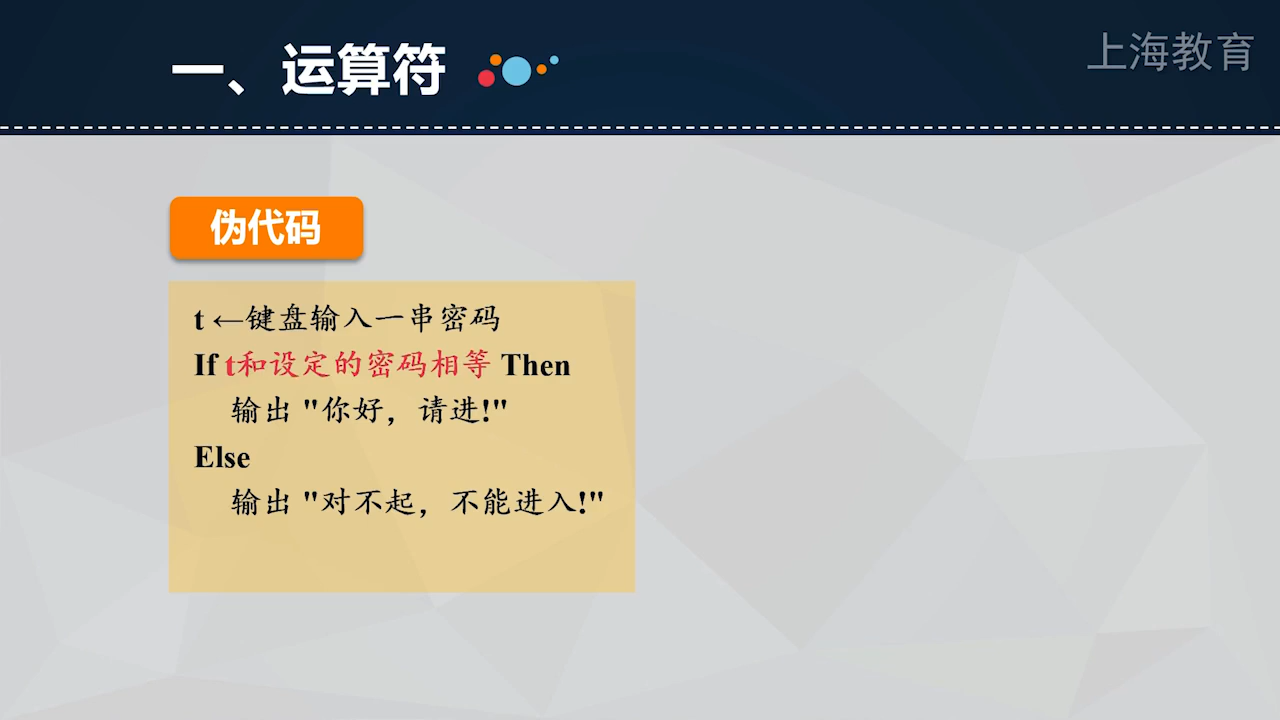 一、运算符
上海教育
伪代码
t ←键盘输入一串密码
If t和设定的密码相等 Then
输出 "你好，请进!"
Else
输出 "对不起，不能进入!"